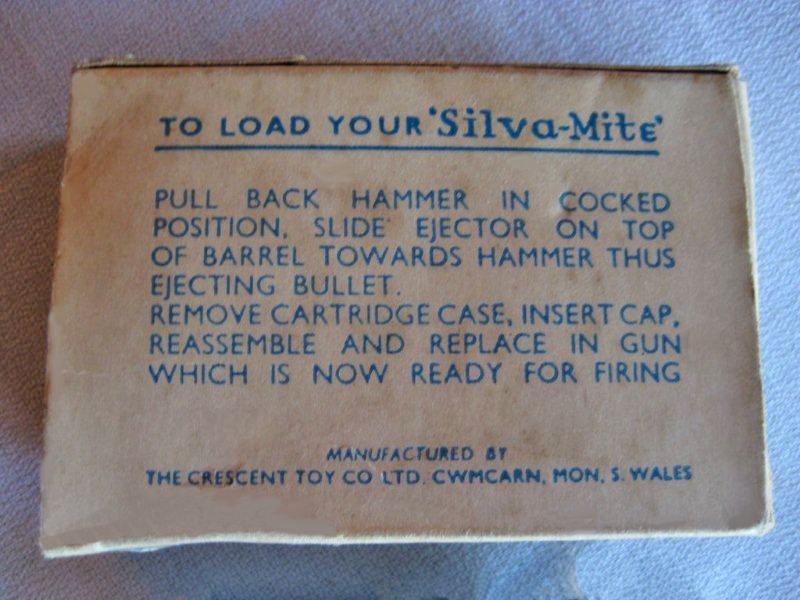 TO LOAD YOUR 'Silva-Mite'
PULL BACK HAMMER IN COCKED
POSITION, SLIDE EJECTOR ON TOP
OF BARREL TOWARDS HAMMER THUS
EJECTING BULLET.
REMOVE CARTRIDGE CASE, INSERT CAP,
REASSEMBLE AND REPLACE IN GUN
WHICH IS NOW READY FOR FIRING
MANUFACTURED BY
THE CRESCENT TOY CO LTD. CWMCARN, MON, S. WALES